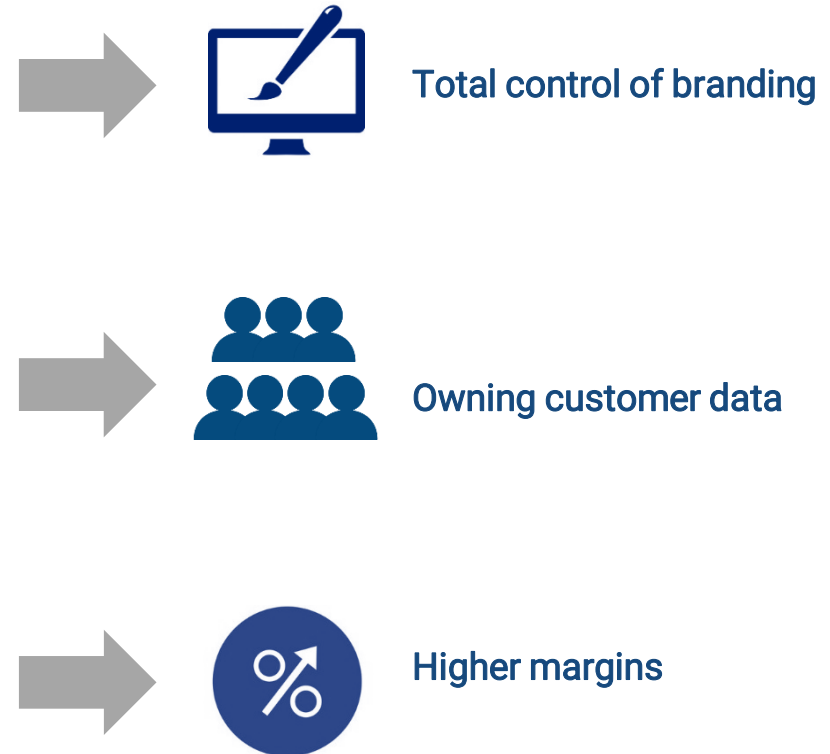 Total control of branding
Owning customer data
Higher margins